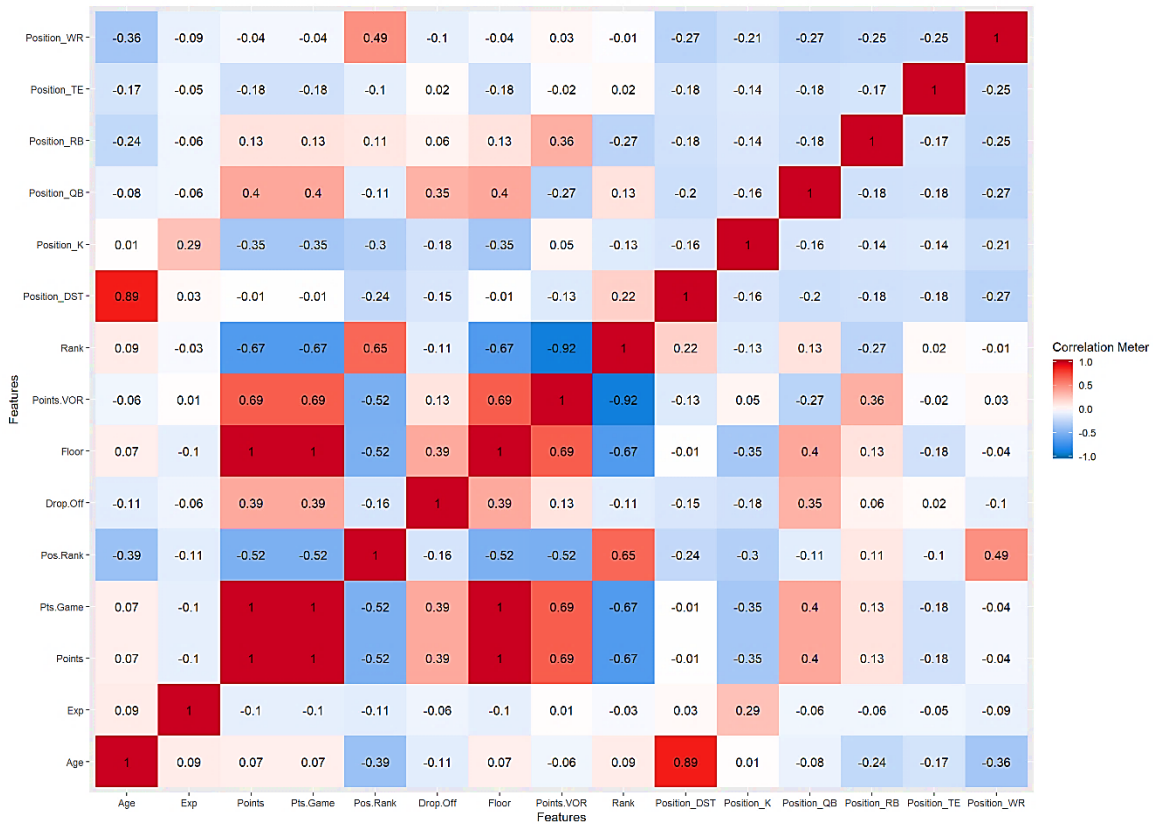 Position_WR -0.36 -0.09 -0.04 -0.04 0.49 -0.1 -0.04 0.03 -0.01 -0.27 -0.21 -0.27 -0.25 -0.25 1
Position_TE -0.17 -0.05 -0.18 -0.18 -0.1 0.02 -0.18 -0.02 0.02 -0.18 -0.14 -0.18 -0.17 1 -0.25
Position_RB -0.24 -0.06 0.13 0.13 0.11 0.06 0.13 0.36 -0.27 -0.18 -0.14 -0.18 1 -0.17 -0.25
Position_QB -0.08 -0.06 0.4 0.4 -0.11 0.35 0.4 -0.27 0.13 -0.2 -0.16 1 -0.18 -0.18 -0.27
Position_K 0.01 0.29 -0.35 -0.35 -0.3 -0.18 -0.35 0.05 -0.13 -0.16 1 -0.16 -0.14 -0.14 -0.21
Position_DST 0.89 0.03 -0.01 -0.01 -0.24 -0.15 -0.01 -0.13 0.22 1 -0.16 -0.2 -0.18 -0.18 -0.27
Rank 0.09 -0.03 -0.67 -0.67 0.65 -0.11 -0.67 -0.92 1 0.22 -0.13 0.13 -0.27 0.02 -0.01
Points.VOR -0.06 0.01 0.69 0.69 -0.52 0.13 0.69 1 -0.92 -0.13 0.05 -0.27 0.36 -0.02 0.03
Floor 0.07 -0.1 1 1 -0.52 0.39 1 0.69 -0.67 -0.01 -0.35 0.4 0.13 -0.18 -0.04
Drop.Off -0.11 -0.06 0.39 0.39 -0.16 1 0.39 0.13 -0.11 -0.15 -0.18 0.35 0.06 0.02 -0.1
Pos.Rank -0.39 -0.11 -0.52 -0.52 1 -0.16 -0.52 -0.52 0.65 -0.24 -0.3 -0.11 0.11 -0.1 0.49
Pts.Game 0.07 -0.1 1 1 -0.52 0.39 1 0.69 -0.67 -0.01 -0.35 0.4 0.13 -0.18 -0.04
Points 0.07 -0.1 1 1 -0.52 0.39 1 0.69 -0.67 -0.01 -0.35 0.4 0.13 -0.18 -0.04
Exp 0.09 1 -0.1 -0.1 -0.11 -0.06 -0.1 0.01 -0.03 0.03 0.29 -0.06 -0.06 -0.05 -0.09
Age 1 0.09 0.07 0.07 -0.39 -0.11 0.07 -0.06 0.09 0.89 0.01 -0.08 -0.24 -0.17 -0.36
Age Exp Points Pts.Game Pos.Rank Drop.Off Floor Points.VOR Rank Position_DST Position_K Position_QB Position_RB Position_TE Position_WR
Features
Features
Correlation Meter
1.0
0.5
0.0
-0.5
-1.0